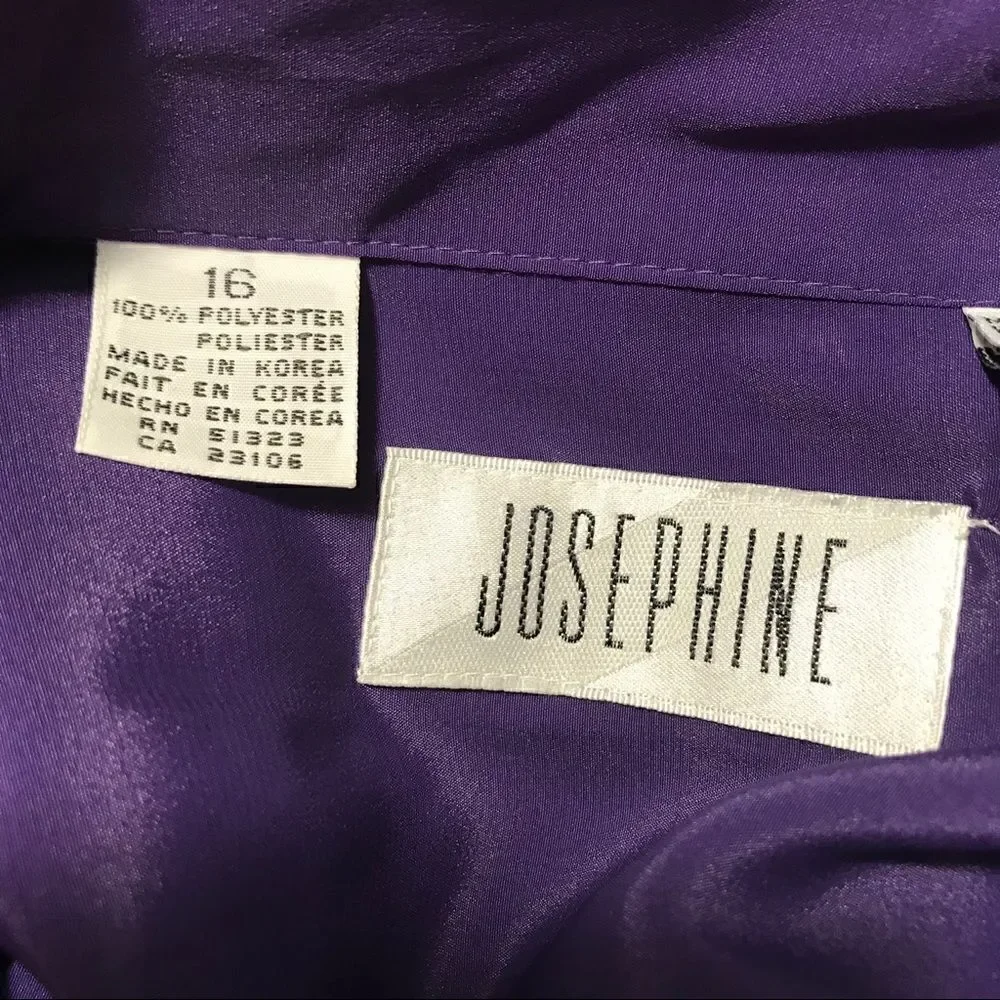 16
100% POLYESTER
POLIESTER
MADE IN KOREA
FAIT EN CORÉE
HECHO EN COREA
RN 51323
CA 23106
JOSEPHINE